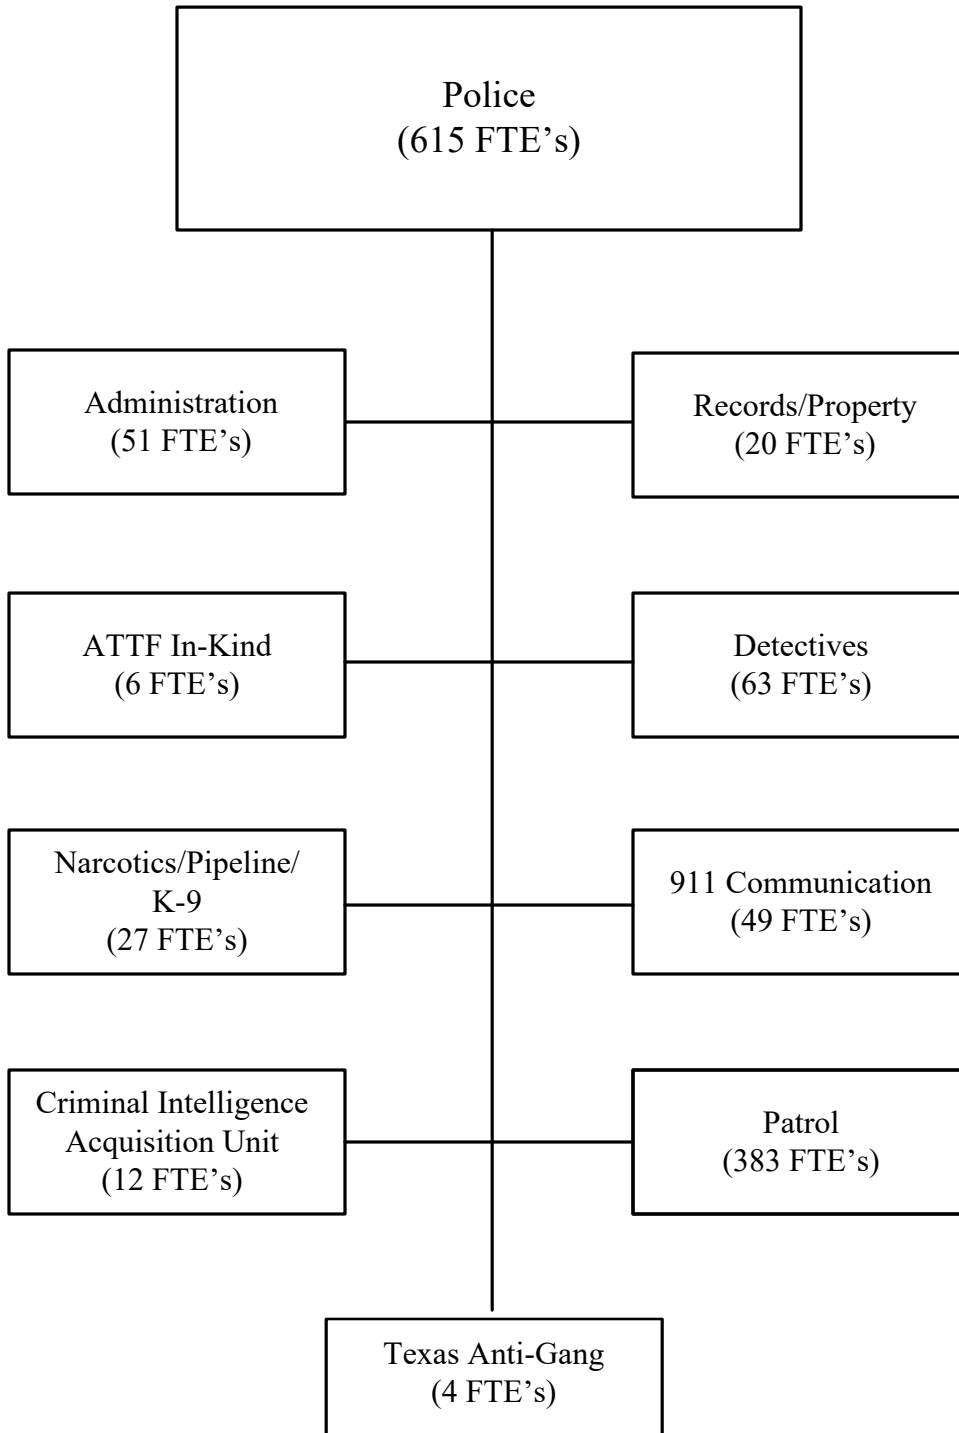 Police
(615 FTE’s)
Administration
(51 FTE’s)
Records/Property
(20 FTE’s)
ATTF In-Kind
(6 FTE’s)
Detectives
(63 FTE’s)
Narcotics/Pipeline/
K-9
(27 FTE’s)
911 Communication
(49 FTE’s)
Criminal Intelligence
Acquisition Unit
(12 FTE’s)
Patrol
(383 FTE’s)
Texas Anti-Gang
(4 FTE’s)